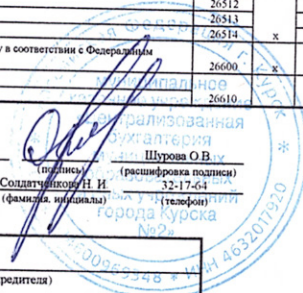 26512
26513
26514 х
у в соответствии с Федеральным
26600 х
26610
муниципальное
централизованная
бухгалтерия
Шурова О.В.
(подпись) (расшифровка подписи)
Солдатченкова Н. И. 32-17-64
(фамилия, инициалы) (телефон)
города Курска
№2»
* ИНН 4632017920 *
редителя)